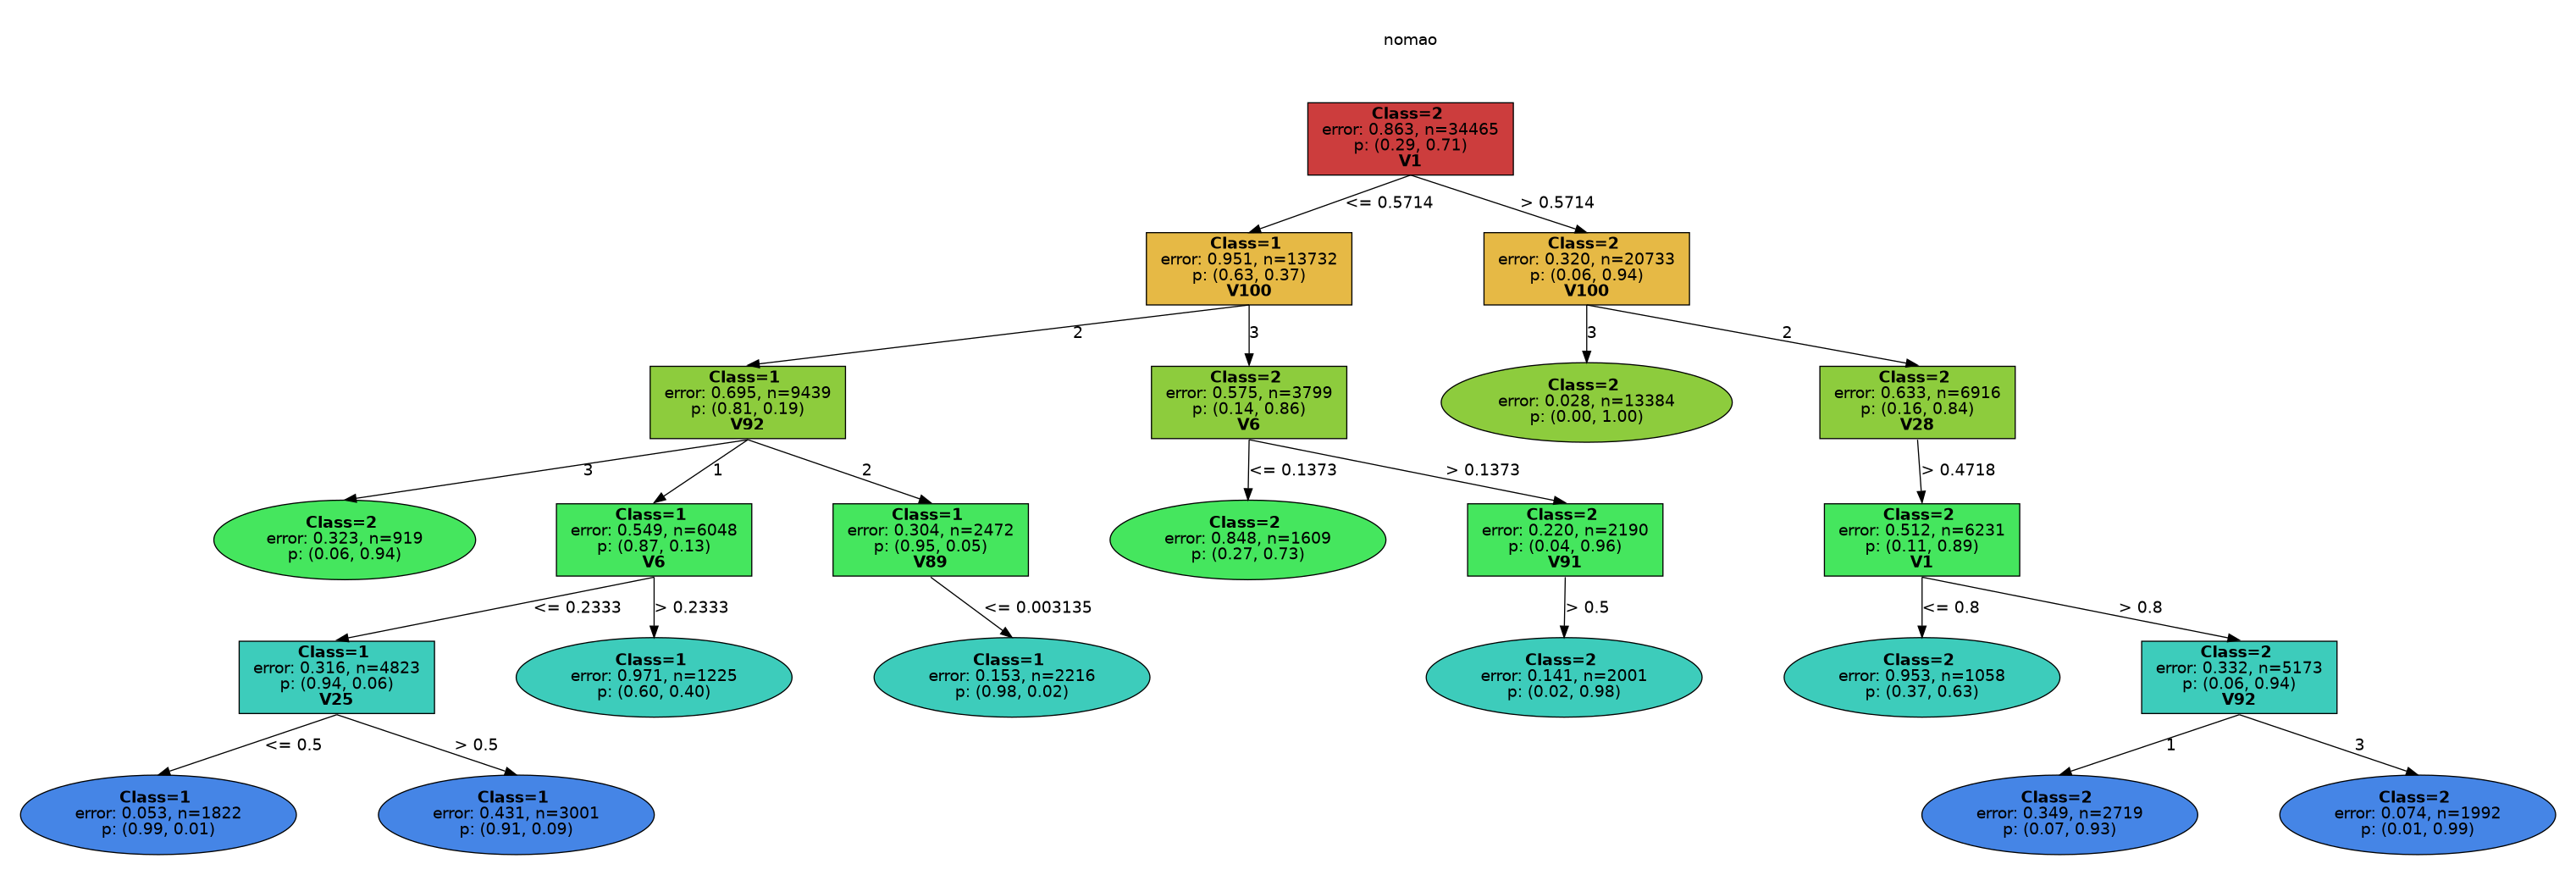 nomao
Class=2
error: 0.863, n=34465
p: (0.29, 0.71)
V1
<= 0.5714
> 0.5714
Class=1
error: 0.951, n=13732
p: (0.63, 0.37)
V100
Class=2
error: 0.320, n=20733
p: (0.06, 0.94)
V100
2
3
3
2
Class=1
error: 0.695, n=9439
p: (0.81, 0.19)
V92
Class=2
error: 0.575, n=3799
p: (0.14, 0.86)
V6
Class=2
error: 0.028, n=13384
p: (0.00, 1.00)
Class=2
error: 0.633, n=6916
p: (0.16, 0.84)
V28
3
1
2
<= 0.1373
> 0.1373
> 0.4718
Class=2
error: 0.323, n=919
p: (0.06, 0.94)
Class=1
error: 0.549, n=6048
p: (0.87, 0.13)
V6
Class=1
error: 0.304, n=2472
p: (0.95, 0.05)
V89
Class=2
error: 0.848, n=1609
p: (0.27, 0.73)
Class=2
error: 0.220, n=2190
p: (0.04, 0.96)
V91
Class=2
error: 0.512, n=6231
p: (0.11, 0.89)
V1
<= 0.2333
> 0.2333
<= 0.003135
> 0.5
<= 0.8
> 0.8
Class=1
error: 0.316, n=4823
p: (0.94, 0.06)
V25
Class=1
error: 0.971, n=1225
p: (0.60, 0.40)
Class=1
error: 0.153, n=2216
p: (0.98, 0.02)
Class=2
error: 0.141, n=2001
p: (0.02, 0.98)
Class=2
error: 0.953, n=1058
p: (0.37, 0.63)
Class=2
error: 0.332, n=5173
p: (0.06, 0.94)
V92
<= 0.5
> 0.5
1
3
Class=1
error: 0.053, n=1822
p: (0.99, 0.01)
Class=1
error: 0.431, n=3001
p: (0.91, 0.09)
Class=2
error: 0.349, n=2719
p: (0.07, 0.93)
Class=2
error: 0.074, n=1992
p: (0.01, 0.99)